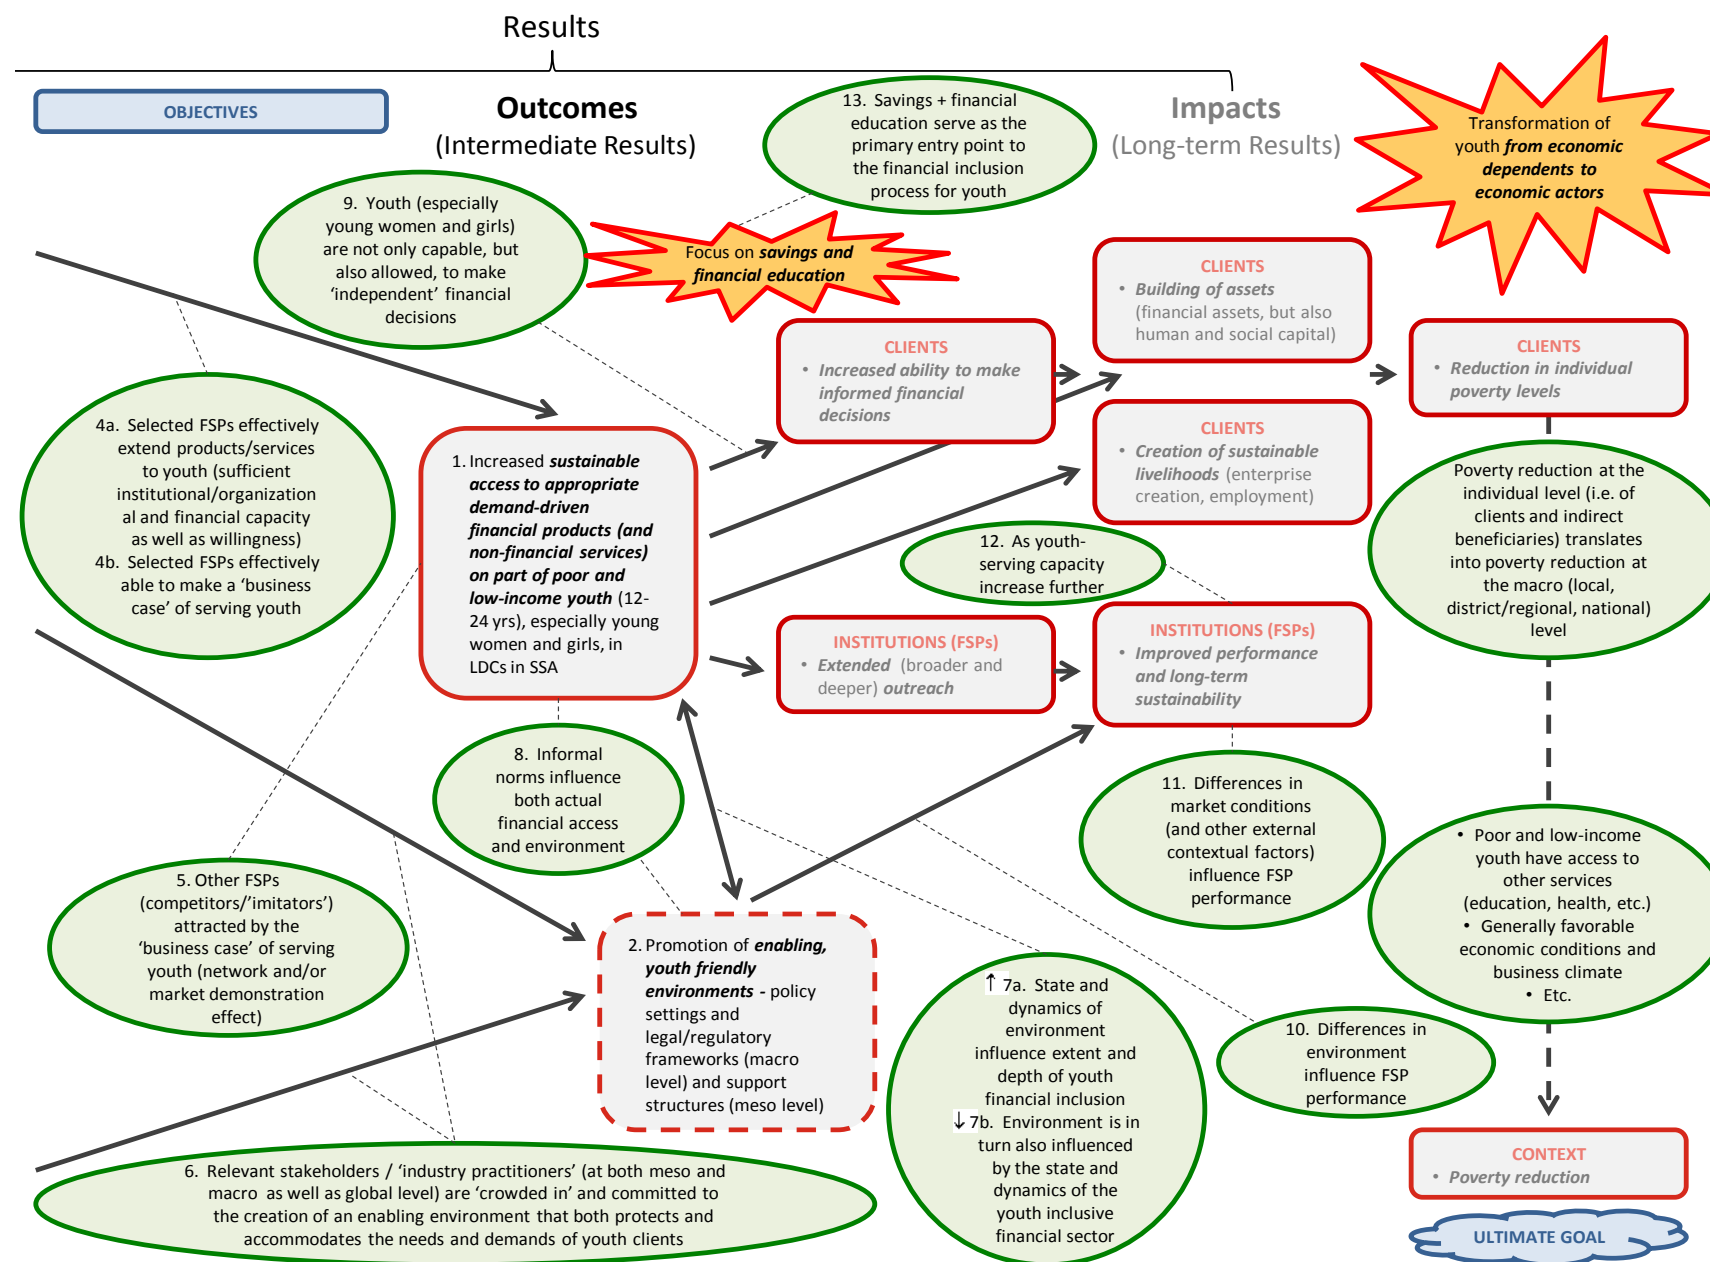 Results
OBJECTIVES
Outcomes
(Intermediate Results)
Impacts
(Long-term Results)
13. Savings + financial
education serve as the
primary entry point to
the financial inclusion
process for youth
Transformation of
youth from economic
dependents to
economic actors
9. Youth (especially
young women and girls)
are not only capable, but
also allowed, to make
‘independent’ financial
decisions
Focus on savings and
financial education
CLIENTS
• Building of assets
(financial assets, but also
human and social capital)
CLIENTS
• Increased ability to make
informed financial
decisions
CLIENTS
• Reduction in individual
poverty levels
4a. Selected FSPs effectively
extend products/services
to youth (sufficient
institutional/organization
al and financial capacity
as well as willingness)
4b. Selected FSPs effectively
able to make a ‘business
case’ of serving youth
1. Increased sustainable
access to appropriate
demand-driven
financial products (and
non-financial services)
on part of poor and
low-income youth (12-
24 yrs), especially young
women and girls, in
LDCs in SSA
CLIENTS
• Creation of sustainable
livelihoods (enterprise
creation, employment)
Poverty reduction at the
individual level (i.e. of
clients and indirect
beneficiaries) translates
into poverty reduction at
the macro (local,
district/regional, national)
level
12. As youth-
serving capacity
increase further
INSTITUTIONS (FSPs)
• Extended (broader and
deeper) outreach
INSTITUTIONS (FSPs)
• Improved performance
and long-term
sustainability
8. Informal
norms influence
both actual
financial access
and environment
11. Differences in
market conditions
(and other external
contextual factors)
influence FSP
performance
• Poor and low-income
youth have access to
other services
(education, health, etc.)
• Generally favorable
economic conditions and
business climate
• Etc.
5. Other FSPs
(competitors/’imitators’)
attracted by the
‘business case’ of serving
youth (network and/or
market demonstration
effect)
2. Promotion of enabling,
youth friendly
environments - policy
settings and
legal/regulatory
frameworks (macro
level) and support
structures (meso level)
↑ 7a. State and
dynamics of
environment
influence extent and
depth of youth
financial inclusion
↓ 7b. Environment is in
turn also influenced
by the state and
dynamics of the
youth inclusive
financial sector
10. Differences in
environment
influence FSP
performance
6. Relevant stakeholders / ‘industry practitioners’ (at both meso and
macro as well as global level) are ‘crowded in’ and committed to
the creation of an enabling environment that both protects and
accommodates the needs and demands of youth clients
CONTEXT
• Poverty reduction
ULTIMATE GOAL